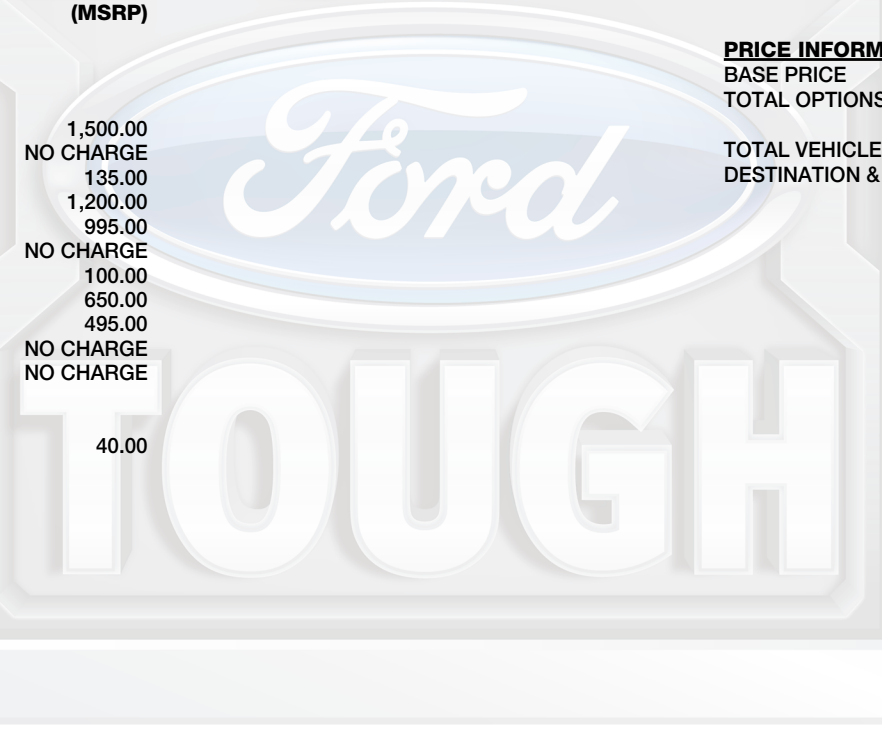 (MSRP)
1,500.00
NO CHARGE
135.00
1,200.00
995.00
NO CHARGE
100.00
650.00
495.00
NO CHARGE
NO CHARGE
40.00
PRICE INFORM
BASE PRICE
TOTAL OPTIONS
TOTAL VEHICLE
DESTINATION &
Ford
TOUGH